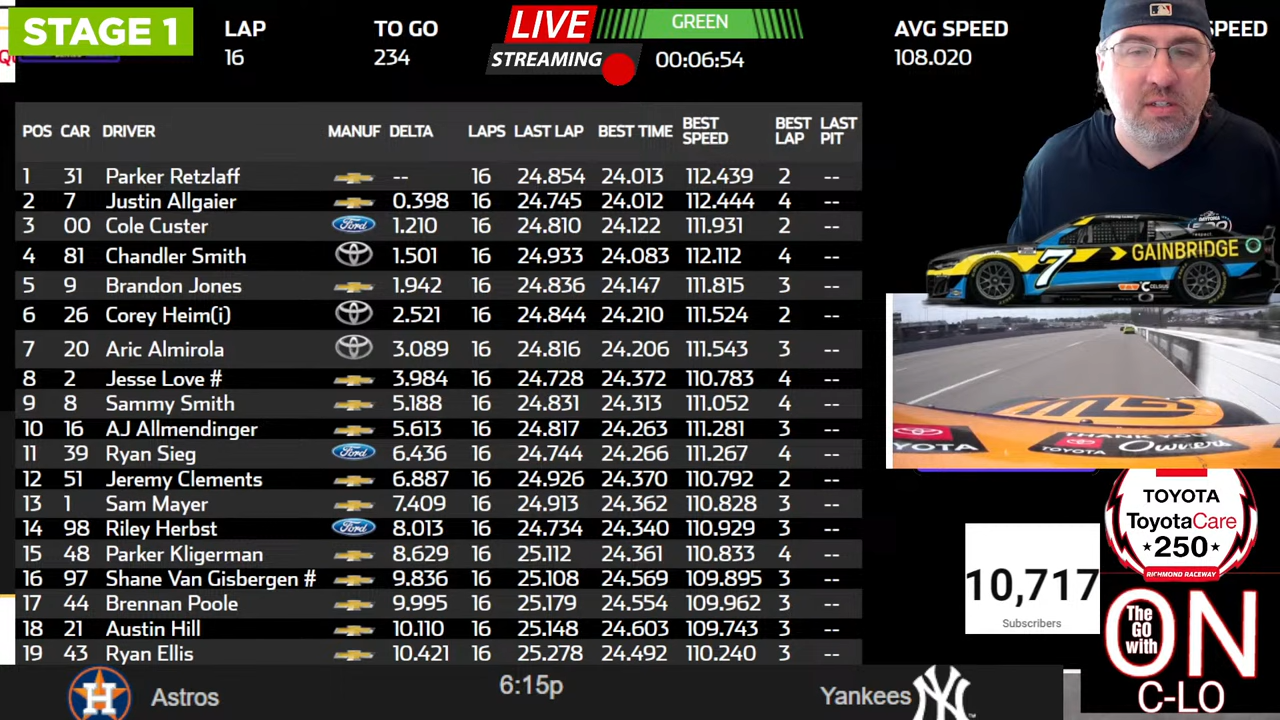 STAGE 1
LAP
16
TO GO
234
LIVE
STREAMING
GREEN
00:06:54
AVG SPEED
108.020
SPEED
POS CAR DRIVER MANUF DELTA LAPS LAST LAP BEST TIME BEST SPEED BEST LAP LAST PIT
1 31 Parker Retzlaff -- 16 24.854 24.013 112.439 2 --
2 7 Justin Allgaier 0.398 16 24.745 24.012 112.444 4 --
3 00 Cole Custer Ford 1.210 16 24.810 24.122 111.931 2 --
4 81 Chandler Smith 1.501 16 24.933 24.083 112.112 4 --
5 9 Brandon Jones 1.942 16 24.836 24.147 111.815 3 --
6 26 Corey Heim(i) 2.521 16 24.844 24.210 111.524 2 --
7 20 Aric Almirola 3.089 16 24.816 24.206 111.543 3 --
8 2 Jesse Love # 3.984 16 24.728 24.372 110.783 4 --
9 8 Sammy Smith 5.188 16 24.831 24.313 111.052 4 --
10 16 AJ Allmendinger 5.613 16 24.817 24.263 111.281 3 --
11 39 Ryan Sieg Ford 6.436 16 24.744 24.266 111.267 4 --
12 51 Jeremy Clements 6.887 16 24.926 24.370 110.792 2 --
13 1 Sam Mayer 7.409 16 24.913 24.362 110.828 3 --
14 98 Riley Herbst Ford 8.013 16 24.734 24.340 110.929 3 --
15 48 Parker Kligerman 8.629 16 25.112 24.361 110.833 4 --
16 97 Shane Van Gisbergen # 9.836 16 25.108 24.569 109.895 3 --
17 44 Brennan Poole 9.995 16 25.179 24.554 109.962 3 --
18 21 Austin Hill 10.110 16 25.148 24.603 109.743 3 --
19 43 Ryan Ellis 10.421 16 25.278 24.492 110.240 3 --
7 GAINBRIDGE
TOYOTA
THANK YOU
TOYOTA Owners
TOYOTA
ToyotaCare
250
RICHMOND RACEWAY
10,717
Subscribers
The GO with
ON
C-LO
Astros
6:15p
Yankees